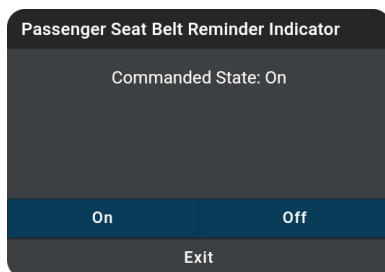 Passenger Seat Belt Reminder Indicator
Commanded State: On
On Off
Exit